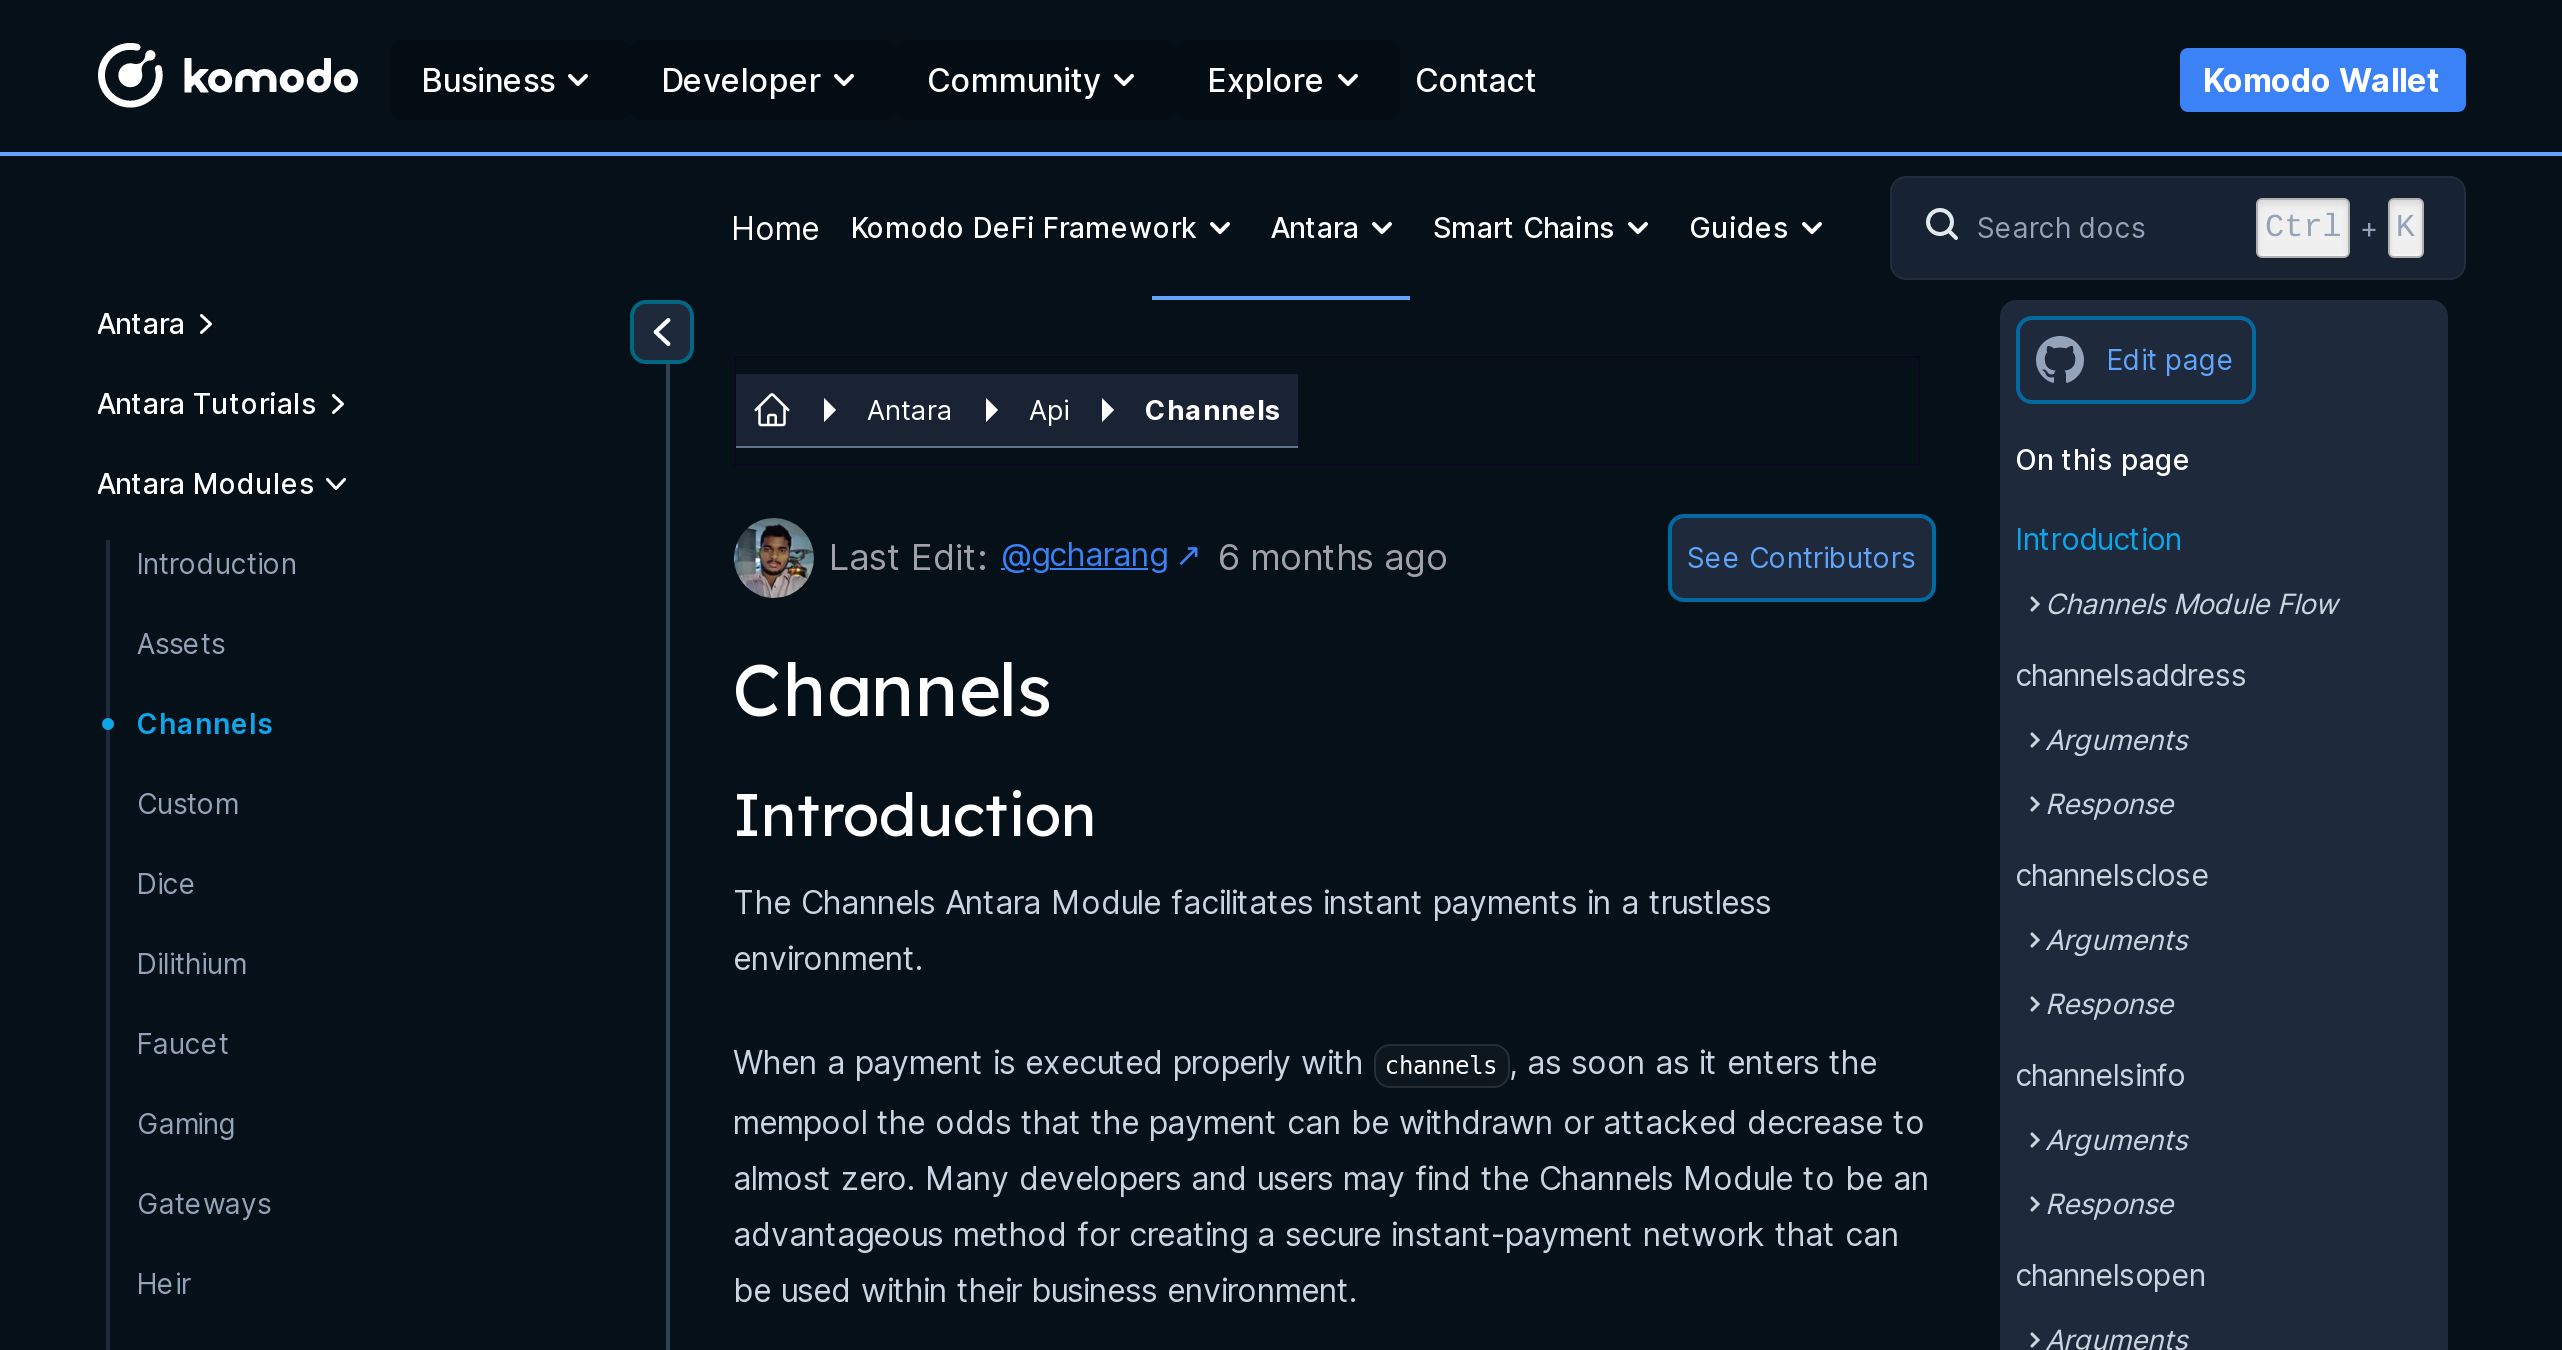 komodo
Business
Developer
Community
Explore
Contact
Komodo Wallet
Home
Komodo DeFi Framework
Antara
Smart Chains
Guides
Search docs
Ctrl + K
Antara
Antara Tutorials
Antara Modules
Introduction
Assets
Channels
Custom
Dice
Dilithium
Faucet
Gaming
Gateways
Heir
Antara
Api
Channels
Last Edit: @gcharang ↗ 6 months ago
See Contributors
Channels
Introduction
The Channels Antara Module facilitates instant payments in a trustless
environment.
When a payment is executed properly with channels, as soon as it enters the
mempool the odds that the payment can be withdrawn or attacked decrease to
almost zero. Many developers and users may find the Channels Module to be an
advantageous method for creating a secure instant-payment network that can
be used within their business environment.
Edit page
On this page
Introduction
Channels Module Flow
channelsaddress
Arguments
Response
channelsclose
Arguments
Response
channelsinfo
Arguments
Response
channelsopen
Arguments